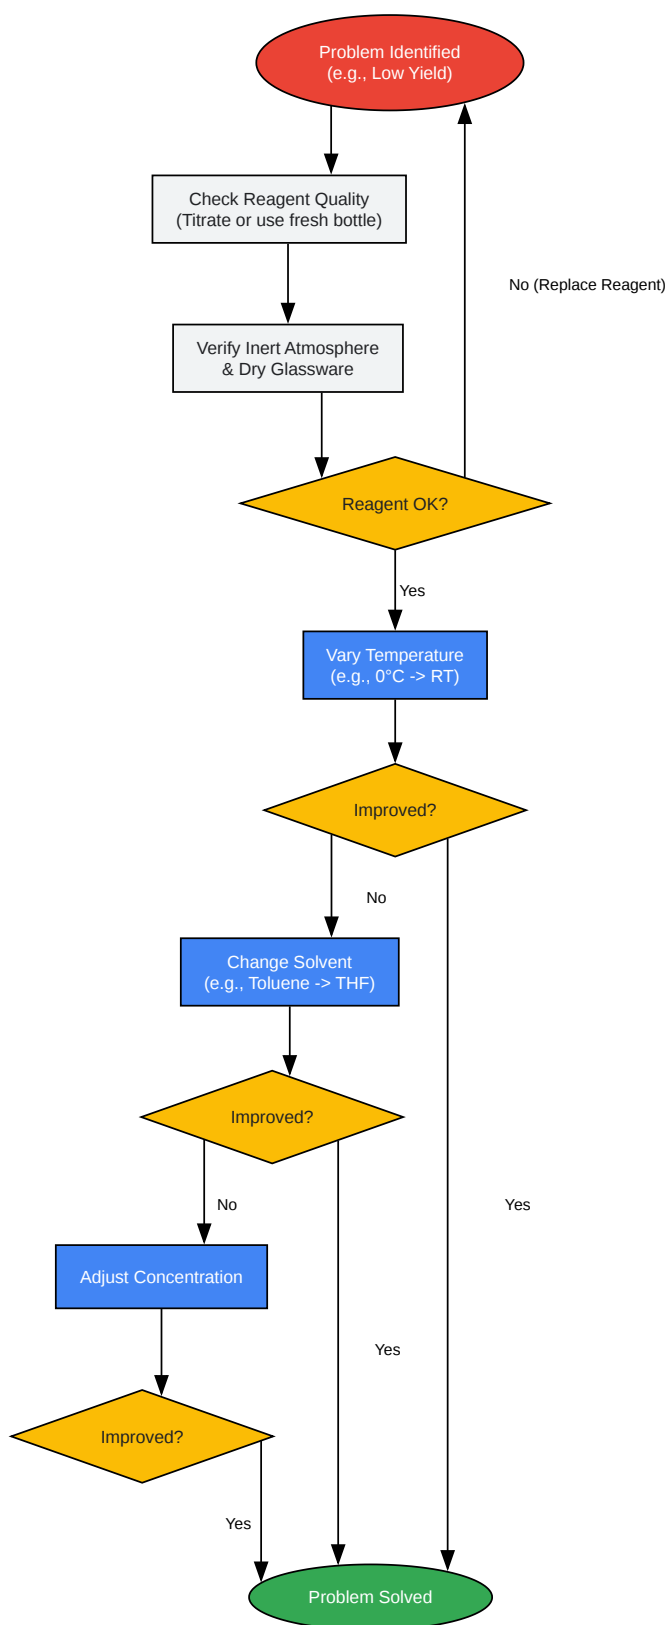 Problem Identified
(e.g., Low Yield)
Check Reagent Quality
(Titrate or use fresh bottle)
No (Replace Reagent)
Verify Inert Atmosphere
& Dry Glassware
Reagent OK?
Yes
Vary Temperature
(e.g., 0°C -> RT)
Improved?
No
Change Solvent
(e.g., Toluene -> THF)
Improved?
No
Yes
Adjust Concentration
Yes
Improved?
Yes
Problem Solved